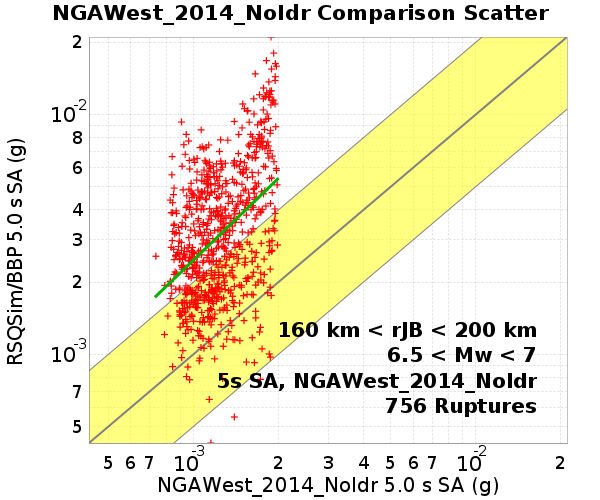 NGAWest_2014_NoIdr Comparison Scatter
RSQSim/BBP 5.0 s SA (g)
2
10-2
8
6
4
3
2
10-3
7
5
160 km < rJB < 200 km
6.5 < Mw < 7
5s SA, NGAWest_2014_NoIdr
756 Ruptures
5 6 7 10-3 2 3 4 5 6 7 10-2 2
NGAWest_2014_NoIdr 5.0 s SA (g)